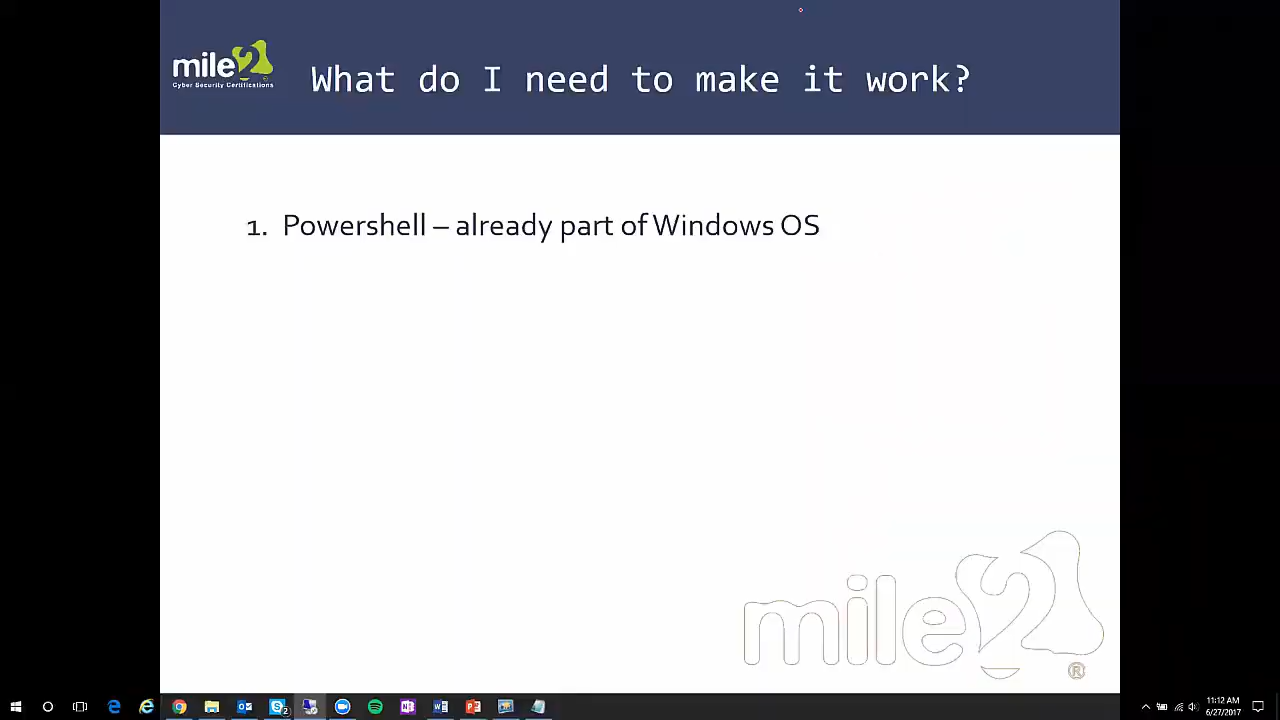 mile2
Cyber Security Certifications
What do I need to make it work?
1. Powershell – already part of Windows OS
mile2
®
11:12 AM
6/27/2017